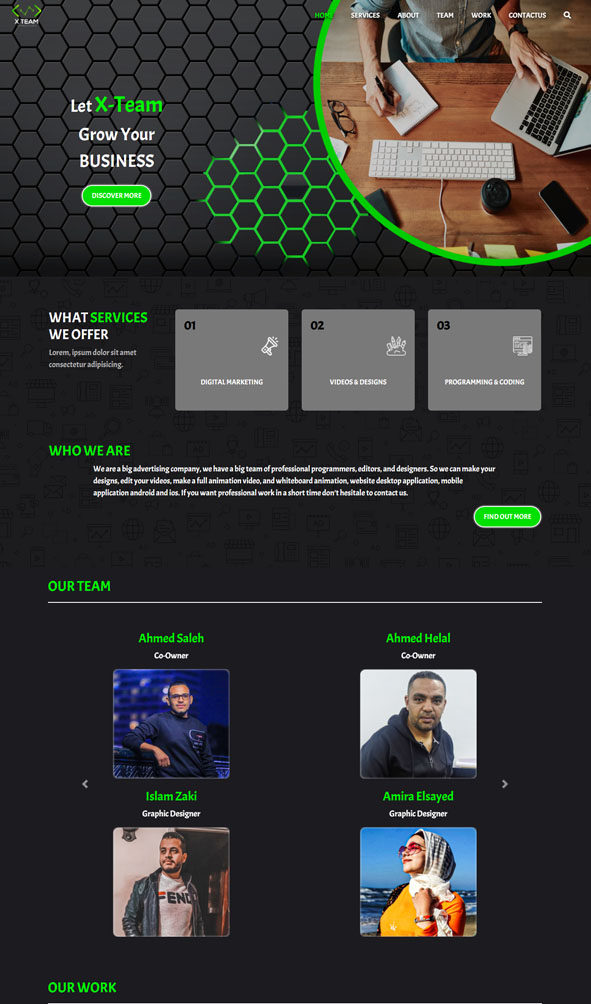 X TEAM
HOME SERVICES ABOUT TEAM WORK CONTACTUS
Let X-Team
Grow Your
BUSINESS
DISCOVER MORE
WHAT SERVICES
WE OFFER
Lorem, ipsum dolor sit amet
consectetur adipisicing.
01
DIGITAL MARKETING
02
VIDEOS & DESIGNS
03
PROGRAMMING & CODING
WHO WE ARE
We are a big advertising company, we have a big team of professional programmers, editors, and designers. So we can make your
designs, edit your videos, make a full animation video, and whiteboard animation, website desktop application, mobile
application android and ios. If you want professional work in a short time don't hesitale to contact us.
FIND OUT MORE
OUR TEAM
Ahmed Saleh
Co-Owner
Ahmed Helal
Co-Owner
Islam Zaki
Graphic Designer
Amira Elsayed
Graphic Designer
FEND
OUR WORK